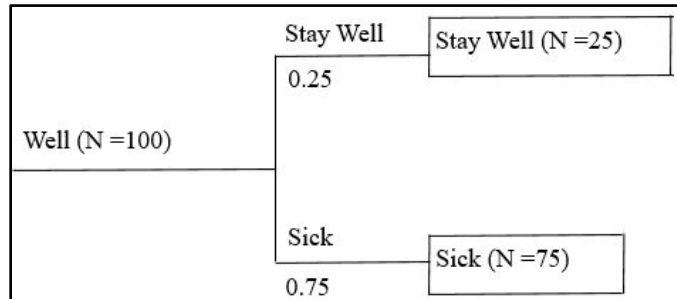 Stay Well
Stay Well (N =25)
0.25
Well (N =100)
Sick
Sick (N =75)
0.75